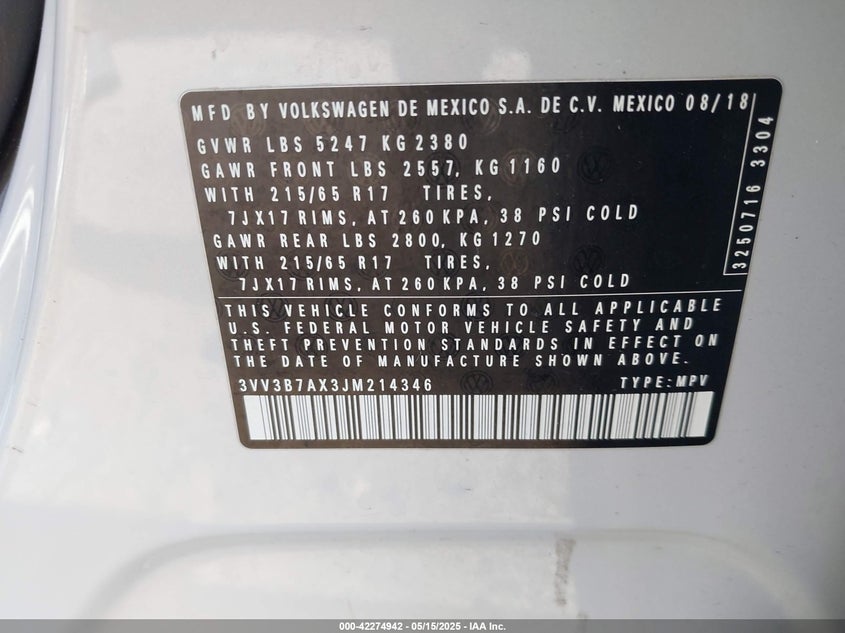 MFD BY VOLKSWAGEN DE MEXICO S.A. DE C.V. MEXICO 08/18
GVWR LBS 5247 KG 2380
GAWR FRONT LBS 2557, KG 1160
WITH 215/65 R17 TIRES,
7JX17 RIMS, AT 260 KPA, 38 PSI COLD
GAWR REAR LBS 2800, KG 1270
WITH 215/65 R17 TIRES,
7JX17 RIMS, AT 260 KPA, 38 PSI COLD
3250716 3304
THIS VEHICLE CONFORMS TO ALL APPLICABLE
U.S. FEDERAL MOTOR VEHICLE SAFETY AND
THEFT PREVENTION STANDARDS IN EFFECT ON
THE DATE OF MANUFACTURE SHOWN ABOVE.
3VV3B7AX3JM214346 TYPE:MPV
000-42274942 - 05/15/2025 - IAA Inc.